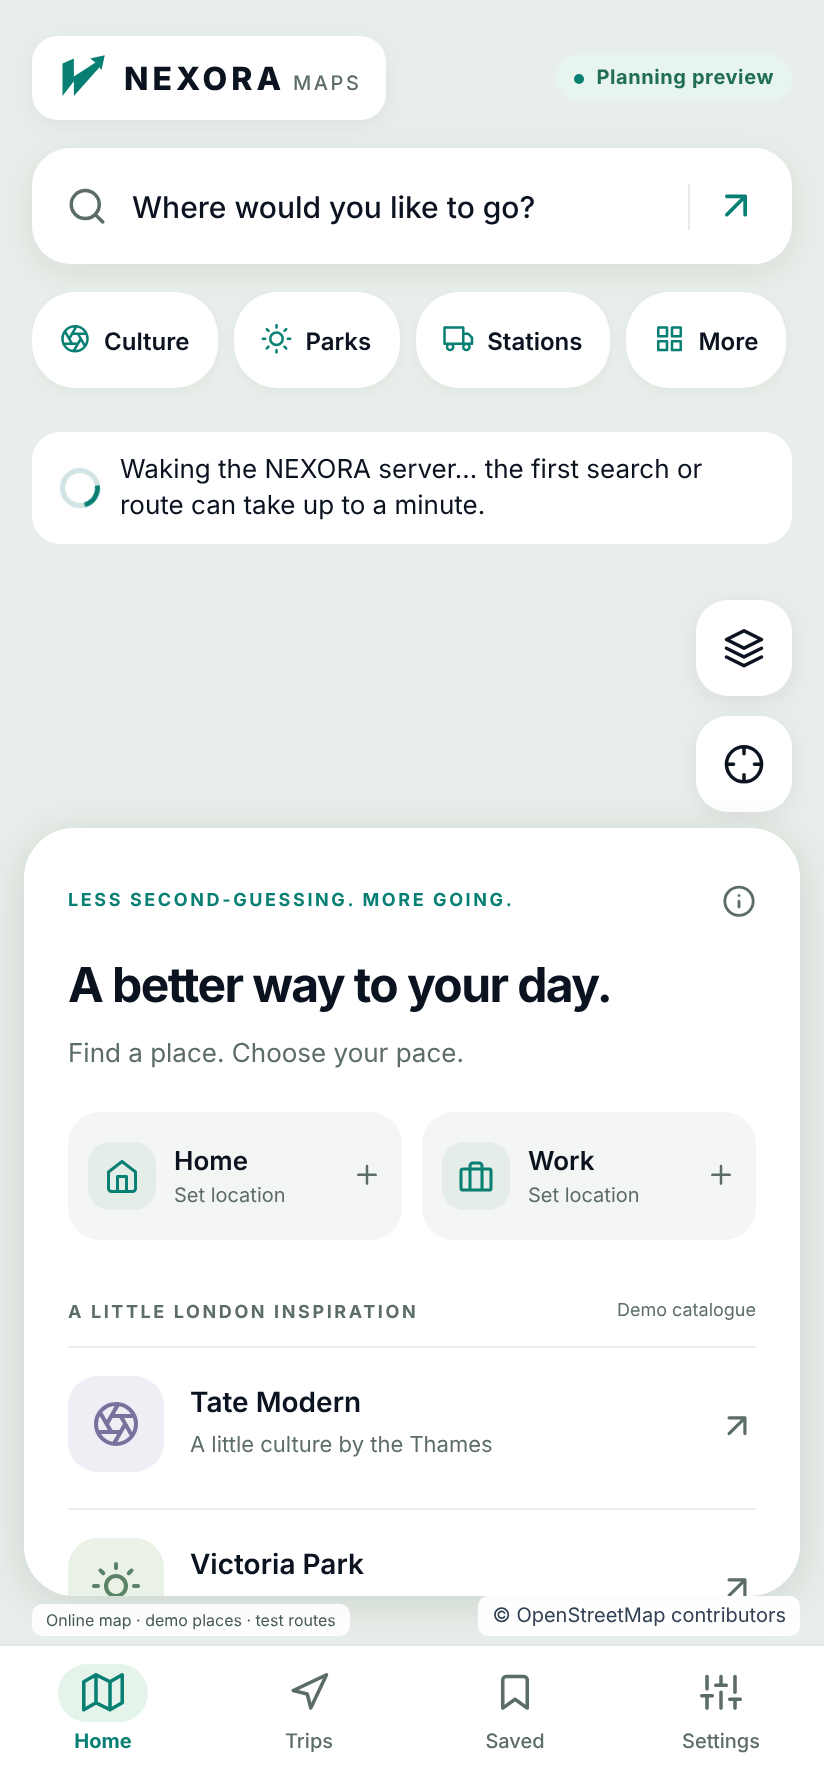 NEXORA MAPS
Planning preview
Where would you like to go?
Culture
Parks
Stations
More
Waking the NEXORA server... the first search or
route can take up to a minute.
LESS SECOND-GUESSING. MORE GOING.
A better way to your day.
Find a place. Choose your pace.
Home
Set location
Work
Set location
A LITTLE LONDON INSPIRATION
Demo catalogue
Tate Modern
A little culture by the Thames
Victoria Park
Online map · demo places · test routes
© OpenStreetMap contributors
Home
Trips
Saved
Settings